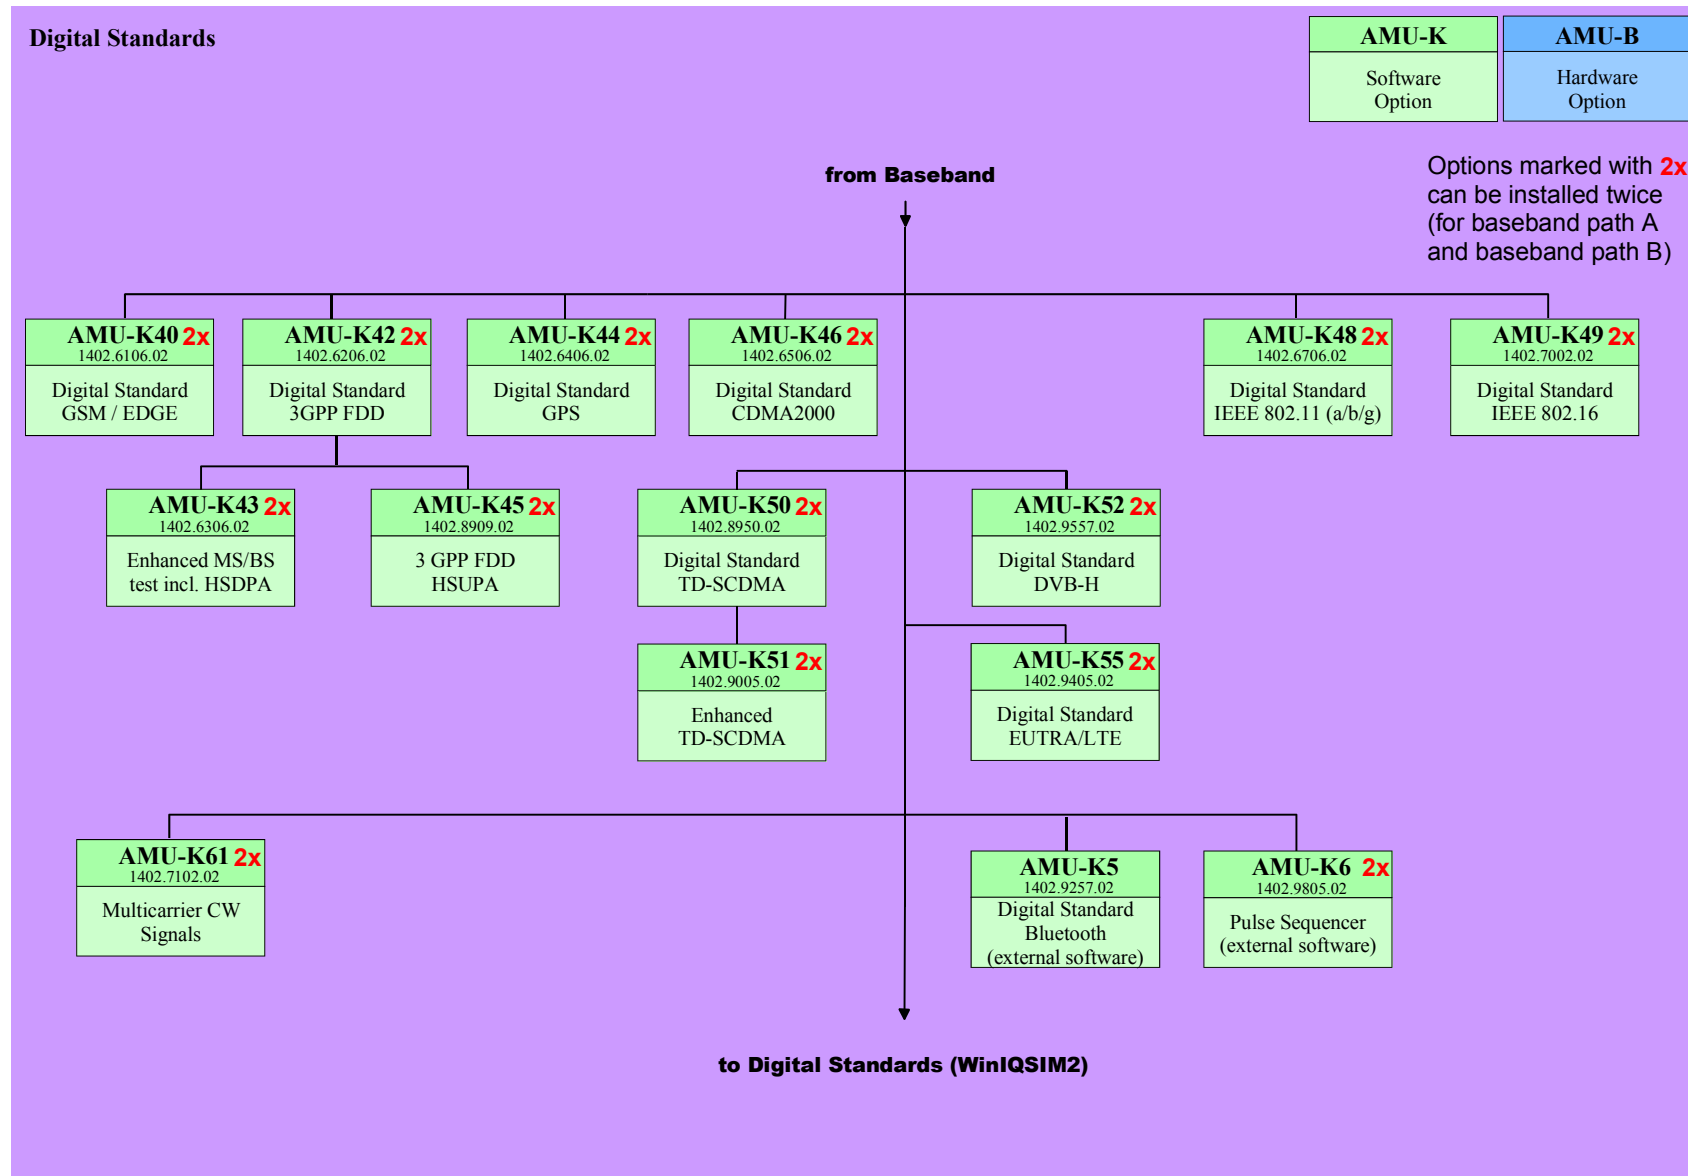 Digital Standards
AMU-K
Software
Option
AMU-B
Hardware
Option
Options marked with 2x
can be installed twice
(for baseband path A
and baseband path B)
from Baseband
AMU-K40 2x
1402.6106.02
Digital Standard
GSM / EDGE
AMU-K42 2x
1402.6206.02
Digital Standard
3GPP FDD
AMU-K44 2x
1402.6406.02
Digital Standard
GPS
AMU-K46 2x
1402.6506.02
Digital Standard
CDMA2000
AMU-K48 2x
1402.6706.02
Digital Standard
IEEE 802.11 (a/b/g)
AMU-K49 2x
1402.7002.02
Digital Standard
IEEE 802.16
AMU-K43 2x
1402.6306.02
Enhanced MS/BS
test incl. HSDPA
AMU-K45 2x
1402.8909.02
3 GPP FDD
HSUPA
AMU-K50 2x
1402.8950.02
Digital Standard
TD-SCDMA
AMU-K52 2x
1402.9557.02
Digital Standard
DVB-H
AMU-K51 2x
1402.9005.02
Enhanced
TD-SCDMA
AMU-K55 2x
1402.9405.02
Digital Standard
EUTRA/LTE
AMU-K61 2x
1402.7102.02
Multicarrier CW
Signals
AMU-K5
1402.9257.02
Digital Standard
Bluetooth
(external software)
AMU-K6 2x
1402.9805.02
Pulse Sequencer
(external software)
to Digital Standards (WinIQSIM2)